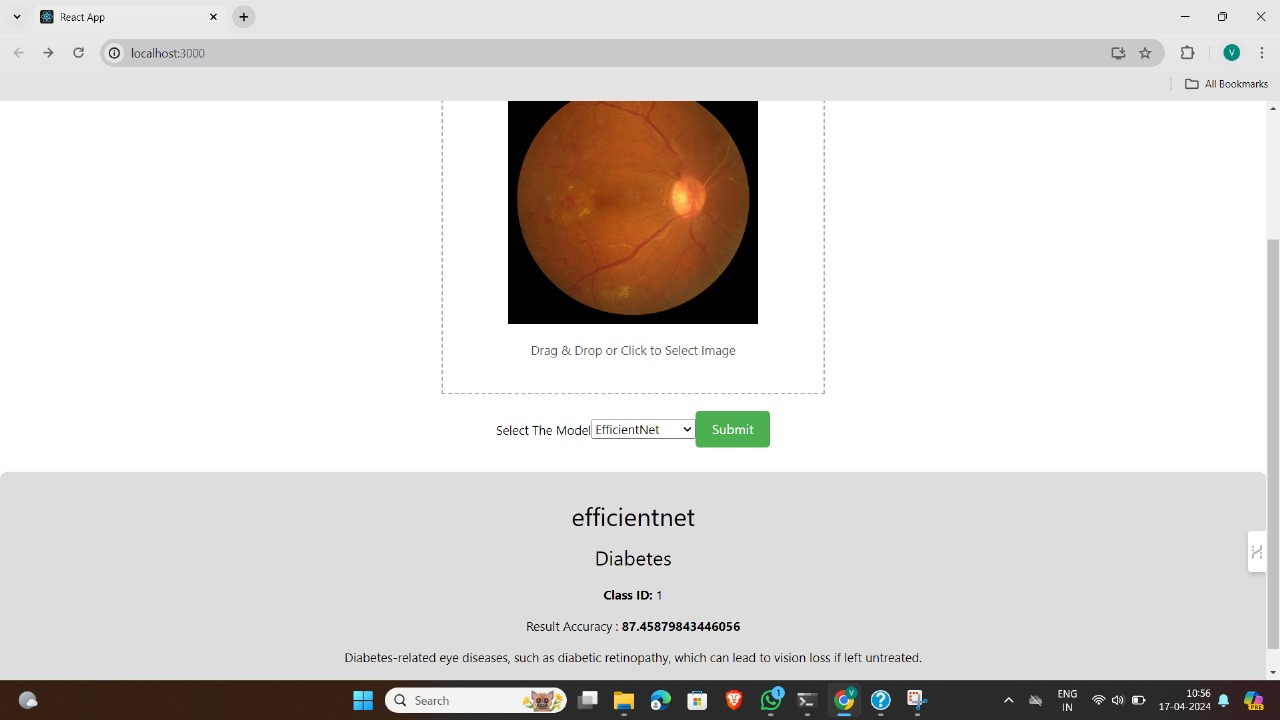 React App
localhost:3000
V
All Bookmarks
Drag & Drop or Click to Select Image
Select The Model EfficientNet Submit
efficientnet
Diabetes
Class ID: 1
Result Accuracy : 87.45879843446056
Diabetes-related eye diseases, such as diabetic retinopathy, which can lead to vision loss if left untreated.
Search 1 V ENG 10:56
IN 17-04-2024